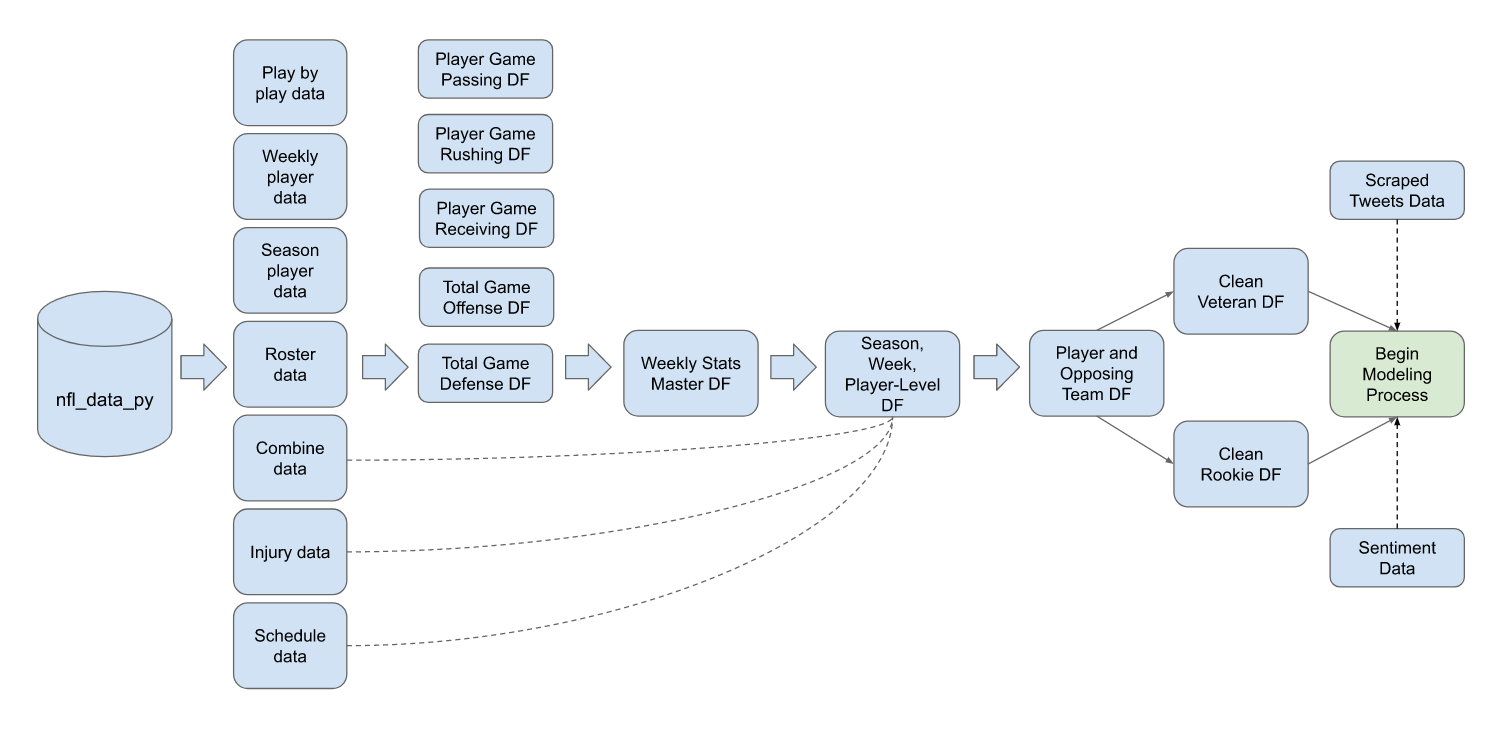 nfl_data_py
Play by
play data
Weekly
player
data
Season
player
data
Roster
data
Combine
data
Injury data
Schedule
data
Player Game
Passing DF
Player Game
Rushing DF
Player Game
Receiving DF
Total Game
Offense DF
Total Game
Defense DF
Weekly Stats
Master DF
Season,
Week,
Player-Level
DF
Player and
Opposing
Team DF
Clean
Veteran DF
Clean
Rookie DF
Scraped
Tweets Data
Begin
Modeling
Process
Sentiment
Data